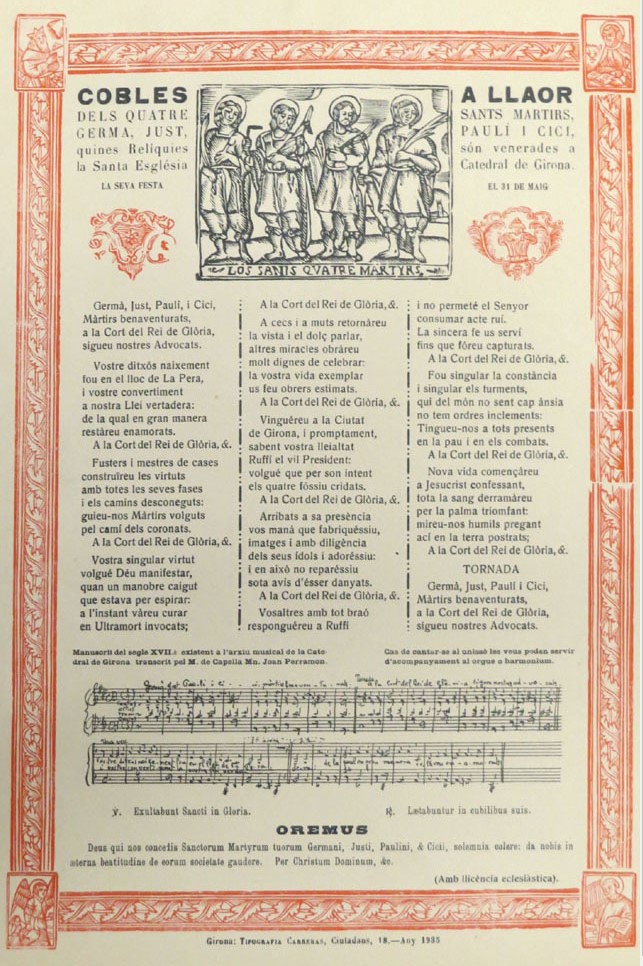 COBLES
DELS QUATRE
GERMA, JUST,
quines Relíquies
la Santa Església
LA SEVA FESTA
A LLAOR
SANTS MARTIRS,
PAULÍ I CICI,
són venerades a
Catedral de Girona.
EL 31 DE MAIG
LOS SANTS QVATRE MARTYRS
Germà, Just, Paulí, i Cici,
Màrtirs benaventurats,
a la Cort del Rei de Glòria,
sigueu nostres Advocats.
Vostre ditxós naixement
fou en el lloc de La Pera,
i vostre convertiment
a nostra Llei vertadera:
de la qual en gran manera
restàreu enamorats.
A la Cort del Rei de Glòria, &.
Fusters i mestres de cases
construíreu les virtuts
amb totes les seves fases
i els camins desconeguts:
guieu-nos Màrtirs volguts
pel camí dels coronats.
A la Cort del Rei de Glòria, &.
Vostra singular virtut
volgué Déu manifestar,
quan un manobre caigut
que estava per espirar:
a l'instant vàreu curar
en Ultramort invocats;
A la Cort del Rei de Glòria, &.
A cecs i a muts retornàreu
la vista i el dolç parlar,
altres miracles obràreu
molt dignes de celebrar:
la vostra vida exemplar
us feu obrers estimats.
A la Cort del Rei de Glòria, &.
Vinguéreu a la Ciutat
de Girona, i promptament,
sabent vostra lleialtat
Ruffí el vil President:
volgué que per son intent
els quatre fóssiu cridats.
A la Cort del Rei de Glòria, &.
Arribats a sa presència
vos manà que fabriquéssiu,
imatges i amb diligència
dels seus ídols i adoréssiu:
i en això no reparéssiu
sota avís d'ésser danyats.
A la Cort del Rei de Glòria, &.
Vosaltres amb tot braó
responguéreu a Ruffí
i no permeté el Senyor
consumar acte ruí.
La sincera fe us serví
fins que fóreu capturats.
A la Cort del Rei de Glòria, &.
Fou singular la constància
i singular els turments,
qui del món no sent cap ànsia
no tem ordres inclements:
Tingueu-nos a tots presents
en la pau i en els combats.
A la Cort del Rei de Glòria, &.
Nova vida començàreu
a Jesucrist confessant,
tota la sang derramàreu
per la palma triomfant:
mireu-nos humils pregant
ací en la terra postrats;
A la Cort del Rei de Glòria, &.
TORNADA
Germà, Just, Paulí i Cici,
Màrtirs benaventurats,
a la Cort del Rei de Glòria,
sigueu nostres Advocats.
Manuscrit del segle XVII.è existent a l'arxiu musical de la Cate-
dral de Girona transcrit pel M. de Capella Mn. Joan Perramon.
Cas de cantar-se al uníssò les veus poden servir
d'acompanyament al orgue o harmonium.
℣. Exultabunt Sancti in Gloria.
℟. Lætabuntur in cubilibus suis.
OREMUS
Deus qui nos concedis Sanctorum Martyrum tuorum Germani, Justi, Paulini, & Cicii, solemnia colere: da nobis in
æterna beatitudine de eorum societate gaudere. Per Christum Dominum, &c.
(Amb llicència eclesiàstica).
Girona: TIPOGRAFIA CARRERAS, Ciutadans, 18.—Any 1935